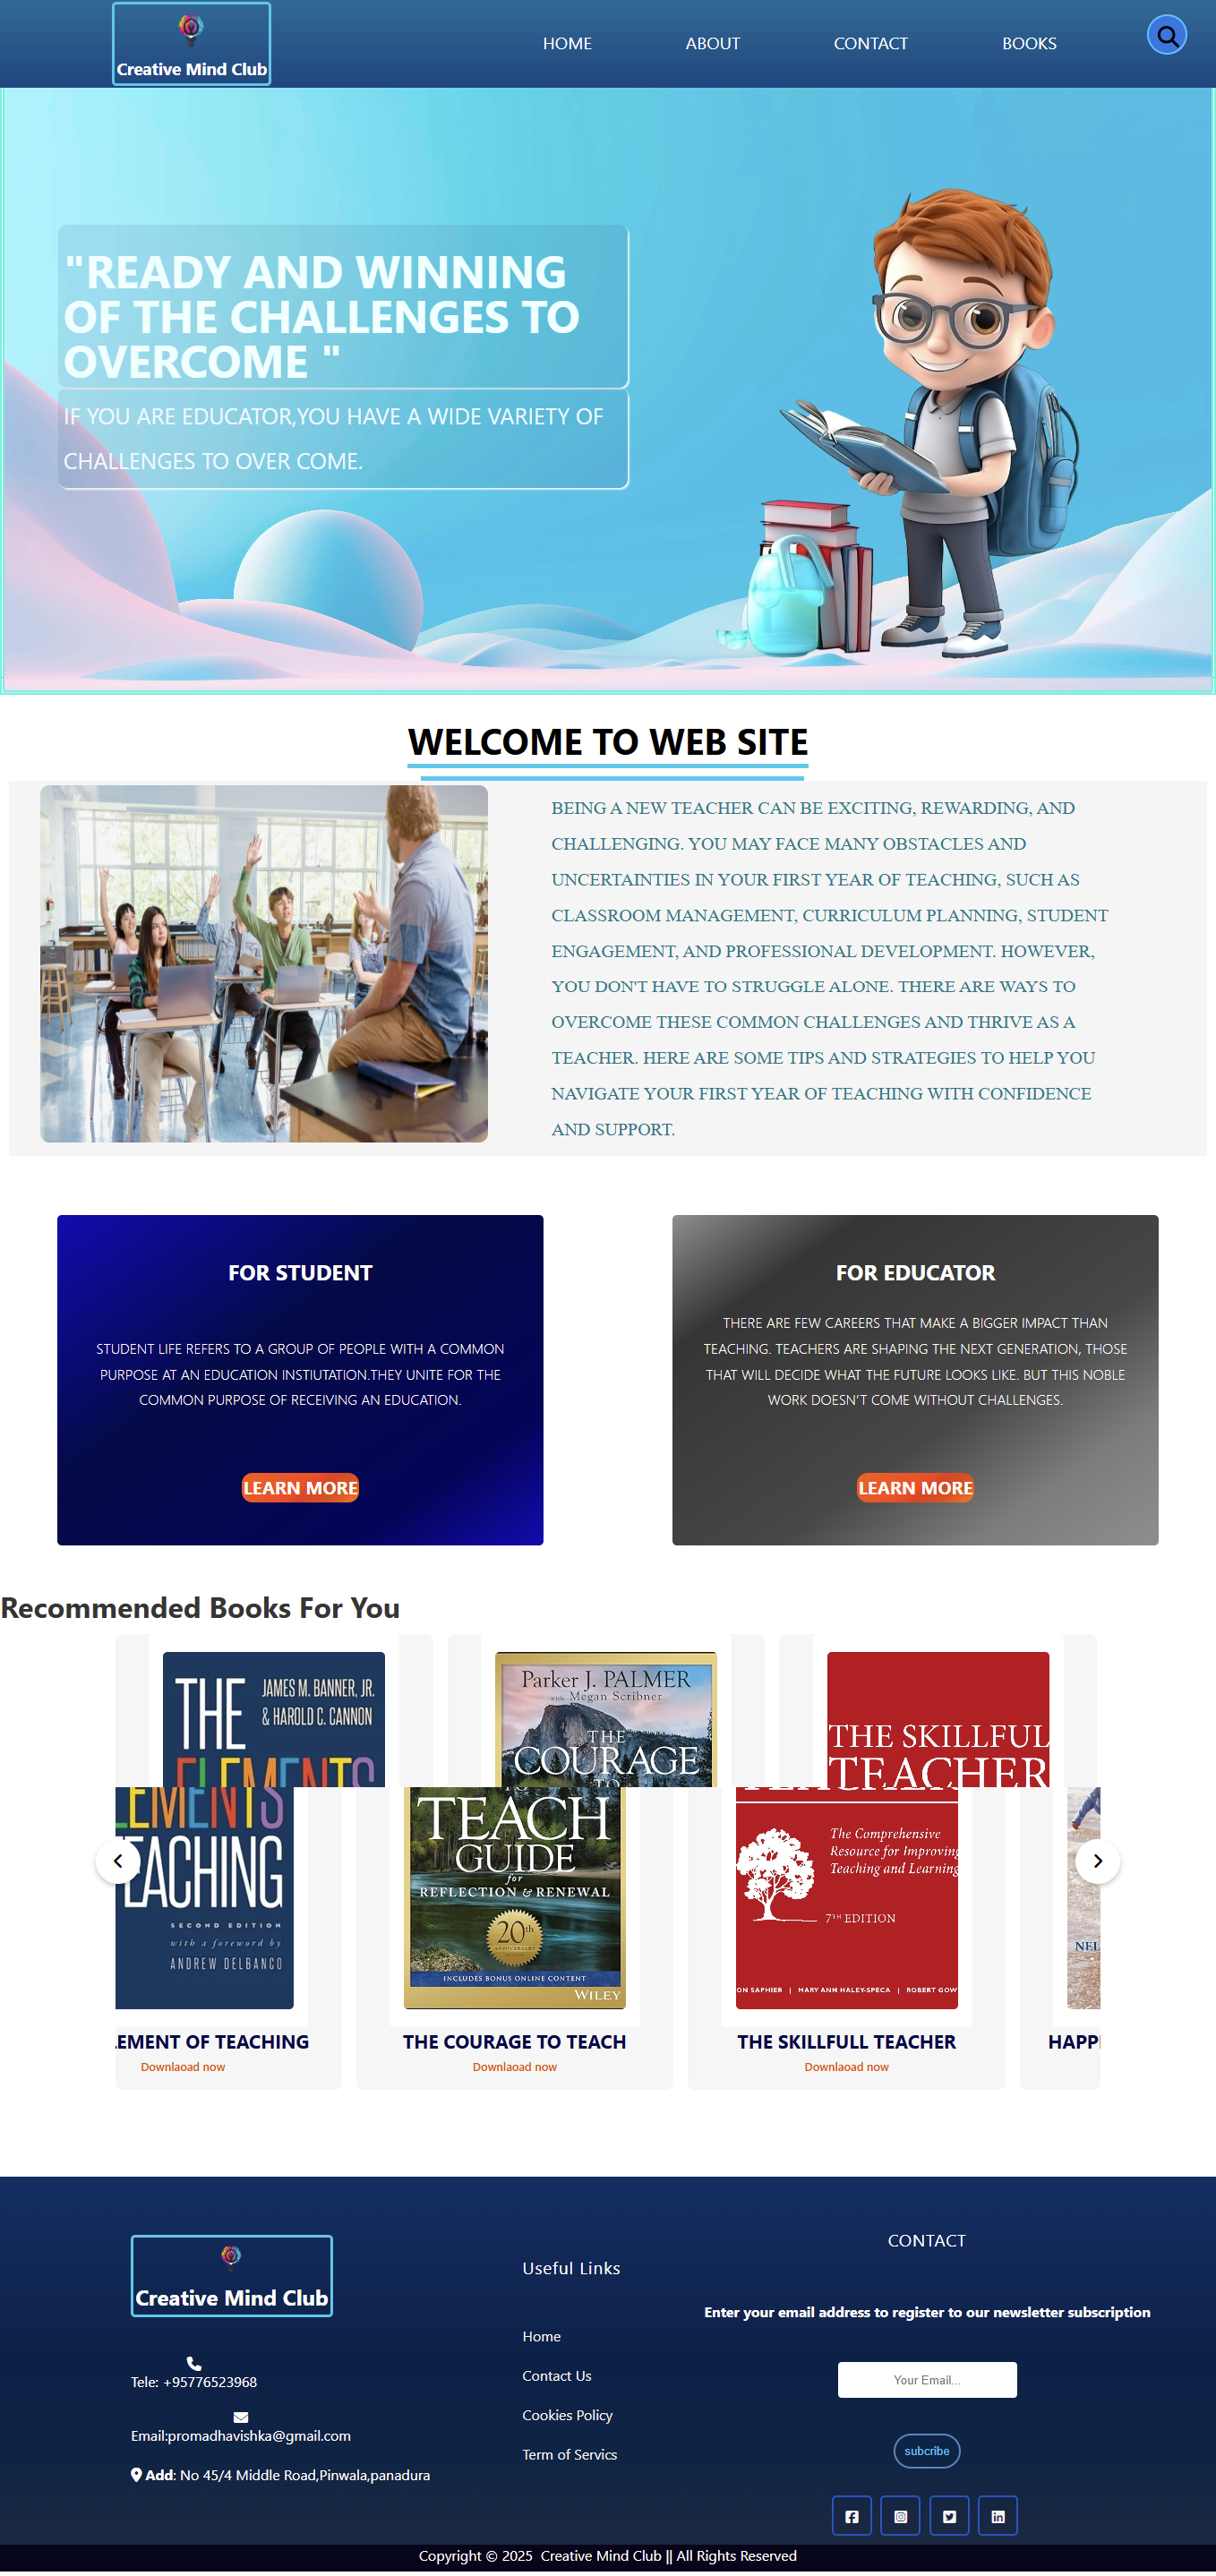 Creative Mind Club
HOME
ABOUT
CONTACT
BOOKS
"READY AND WINNING
OF THE CHALLENGES TO
OVERCOME "
IF YOU ARE EDUCATOR,YOU HAVE A WIDE VARIETY OF
CHALLENGES TO OVER COME.
WELCOME TO WEB SITE
BEING A NEW TEACHER CAN BE EXCITING, REWARDING, AND
CHALLENGING. YOU MAY FACE MANY OBSTACLES AND
UNCERTAINTIES IN YOUR FIRST YEAR OF TEACHING, SUCH AS
CLASSROOM MANAGEMENT, CURRICULUM PLANNING, STUDENT
ENGAGEMENT, AND PROFESSIONAL DEVELOPMENT. HOWEVER,
YOU DON'T HAVE TO STRUGGLE ALONE. THERE ARE WAYS TO
OVERCOME THESE COMMON CHALLENGES AND THRIVE AS A
TEACHER. HERE ARE SOME TIPS AND STRATEGIES TO HELP YOU
NAVIGATE YOUR FIRST YEAR OF TEACHING WITH CONFIDENCE
AND SUPPORT.
FOR STUDENT
STUDENT LIFE REFERS TO A GROUP OF PEOPLE WITH A COMMON
PURPOSE AT AN EDUCATION INSTIUTATION.THEY UNITE FOR THE
COMMON PURPOSE OF RECEIVING AN EDUCATION.
LEARN MORE
FOR EDUCATOR
THERE ARE FEW CAREERS THAT MAKE A BIGGER IMPACT THAN
TEACHING. TEACHERS ARE SHAPING THE NEXT GENERATION, THOSE
THAT WILL DECIDE WHAT THE FUTURE LOOKS LIKE. BUT THIS NOBLE
WORK DOESN’T COME WITHOUT CHALLENGES.
LEARN MORE
Recommended Books For You
THE
JAMES M. BANNER, JR.
& HAROLD C. CANNON
ELEMENTS
Parker J. PALMER
with Megan Scribner
THE
COURAGE
TO
THE SKILLFUL
TEACHER
LEMENTS
EACHING
SECOND EDITION
with a foreword by
ANDREW DELBANCO
TEACH
GUIDE
for
REFLECTION & RENEWAL
20th
ANNIVERSARY
INCLUDES BONUS ONLINE CONTENT
WILEY
The Comprehensive
Resource for Improving
Teaching and Learning
7TH EDITION
ON SAPHIER | MARY ANN HALEY-SPECA | ROBERT GOW
NEL
LEMENT OF TEACHING
Downlaoad now
THE COURAGE TO TEACH
Downlaoad now
THE SKILLFULL TEACHER
Downlaoad now
HAPP
Creative Mind Club
Tele: +95776523968
Email:promadhavishka@gmail.com
Add: No 45/4 Middle Road,Pinwala,panadura
Useful Links
Home
Contact Us
Cookies Policy
Term of Servics
CONTACT
Enter your email address to register to our newsletter subscription
Your Email...
subcribe
Copyright © 2025 Creative Mind Club || All Rights Reserved